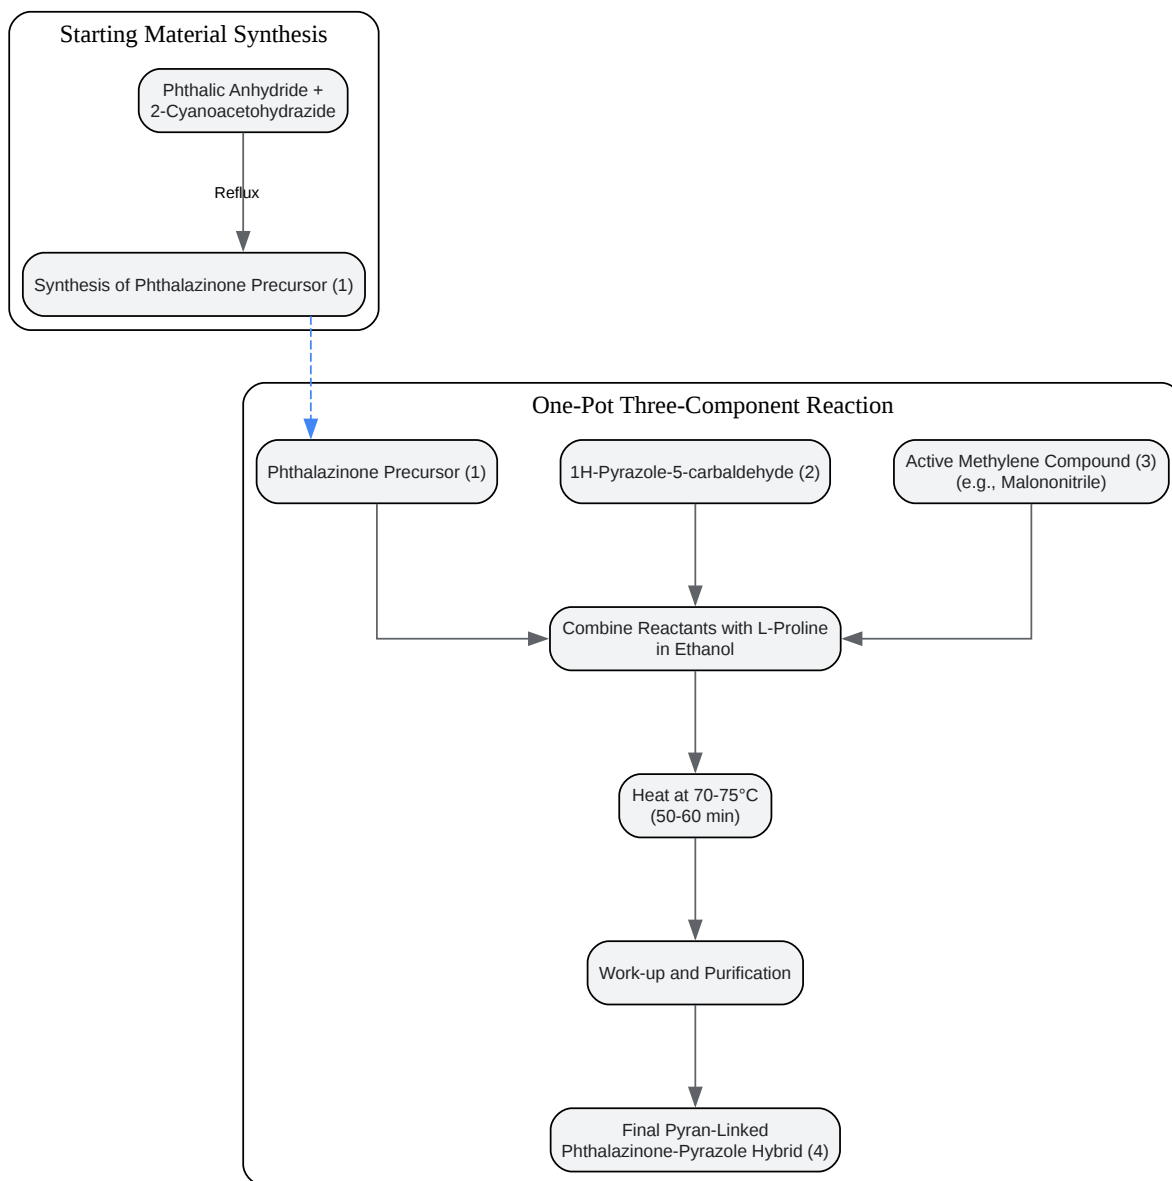 Starting Material Synthesis
Phthalic Anhydride +
2-Cyanoacetohydrazide
Reflux
Synthesis of Phthalazinone Precursor (1)
One-Pot Three-Component Reaction
Phthalazinone Precursor (1)
1H-Pyrazole-5-carbaldehyde (2)
Active Methylene Compound (3)
(e.g., Malononitrile)
Combine Reactants with L-Proline
in Ethanol
Heat at 70-75°C
(50-60 min)
Work-up and Purification
Final Pyran-Linked
Phthalazinone-Pyrazole Hybrid (4)